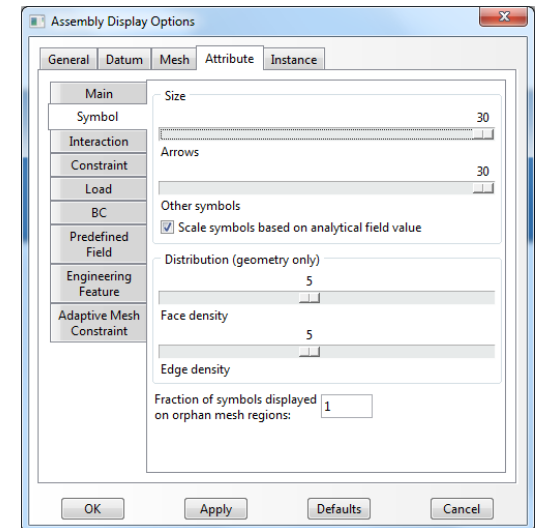 Assembly Display Options
General Datum Mesh Attribute Instance
Main
Symbol
Interaction
Constraint
Load
BC
Predefined
Field
Engineering
Feature
Adaptive Mesh
Constraint
Size
30
Arrows
30
Other symbols
Scale symbols based on analytical field value
Distribution (geometry only)
5
Face density
5
Edge density
Fraction of symbols displayed
on orphan mesh regions:
1
OK Apply Defaults Cancel